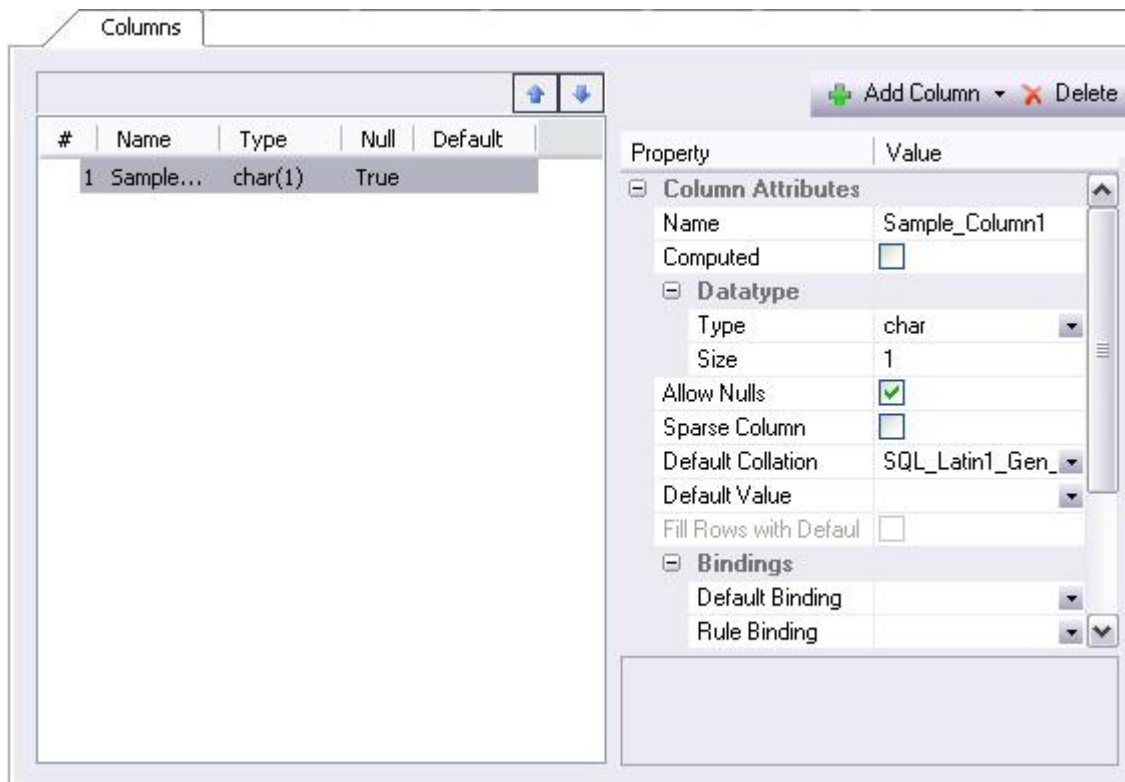 Columns
Add Column Delete
# Name Type Null Default
1 Sample... char(1) True
Property Value
Column Attributes
Name Sample_Column1
Computed
Datatype
Type char
Size 1
Allow Nulls
Sparse Column
Default Collation SQL_Latin1_Gen_
Default Value
Fill Rows with Defaul
Bindings
Default Binding
Rule Binding